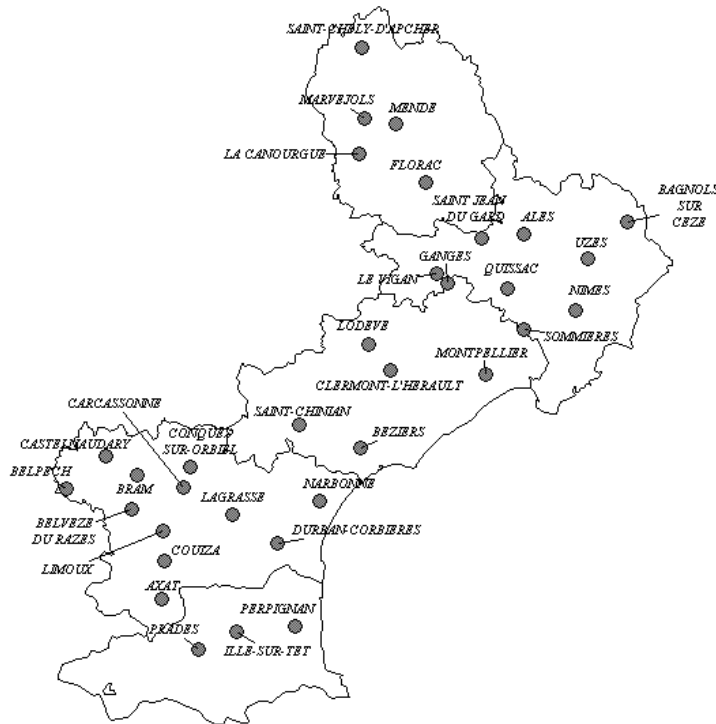 SAINT-CHELY-D'APCHER
MARVEJOLS
MENDE
LA CANOURGUE
FLORAC
SAINT JEAN
DU GARD
ALES
BAGNOLS
SUR
CEZE
UZES
GANGES
LE VIGAN
QUISSAC
NIMES
LODEVE
SOMMIERES
MONTPELLIER
CLERMONT-L'HERAULT
CARCASSONNE
SAINT-CHINIAN
BEZIERS
CONQUES
SUR-ORBIEL
CASTELNAUDARY
BELPECH
BRAM
LAGRASSE
NARBONNE
BELVEZE
DU RAZES
DURBAN-CORBIERES
LIMOUX
COUIZA
AXAT
PERPIGNAN
PRADES
ILLE-SUR-TET